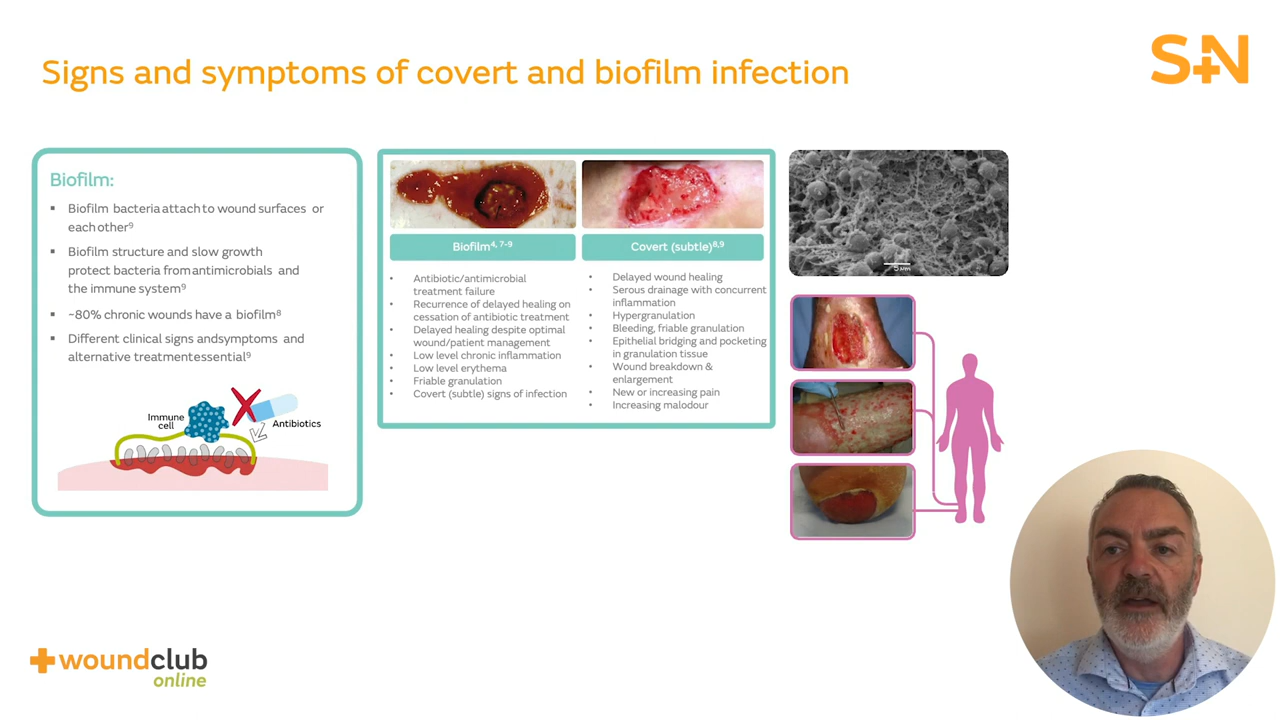 Signs and symptoms of covert and biofilm infection
S+N
Biofilm:
▪ Biofilm bacteria attach to wound surfaces or
each other9
▪ Biofilm structure and slow growth
protect bacteria from antimicrobials and
the immune system9
▪ ~80% chronic wounds have a biofilm8
▪ Different clinical signs andsymptoms and
alternative treatmentessential9
Immune
cell
Antibiotics
Biofilm4, 7-9
• Antibiotic/antimicrobial
treatment failure
• Recurrence of delayed healing on
cessation of antibiotic treatment
• Delayed healing despite optimal
wound/patient management
• Low level chronic inflammation
• Low level erythema
• Friable granulation
• Covert (subtle) signs of infection
Covert (subtle)8,9
• Delayed wound healing
• Serous drainage with concurrent
inflammation
• Hypergranulation
• Bleeding, friable granulation
• Epithelial bridging and pocketing
in granulation tissue
• Wound breakdown &
enlargement
• New or increasing pain
• Increasing malodour
5 µm
woundclub
online